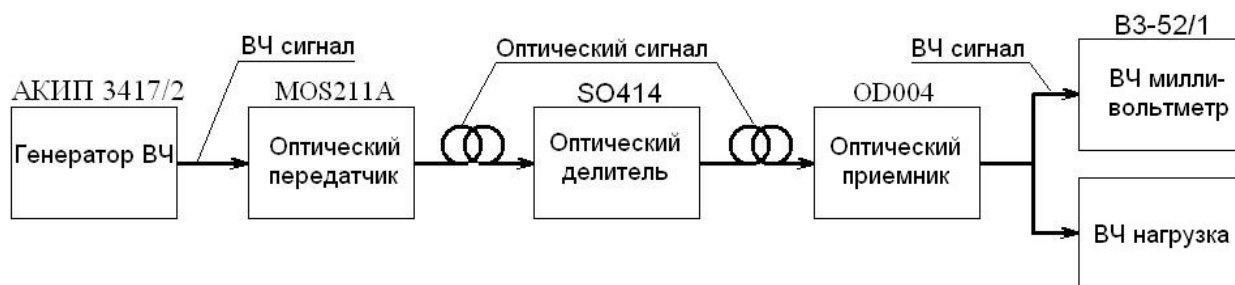 ВЧ сигнал
Оптический сигнал
ВЧ сигнал
В3-52/1
АКИП 3417/2
MOS211A
SO414
OD004
ВЧ милли-
вольтметр
Генератор ВЧ
Оптический
передатчик
Оптический
делитель
Оптический
приемник
ВЧ нагрузка